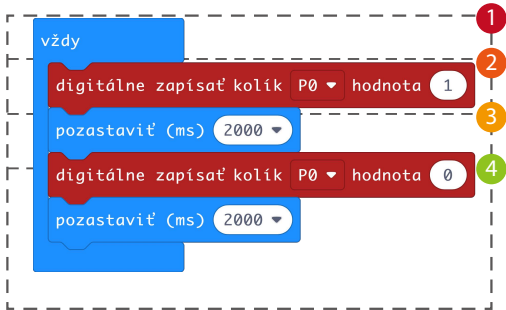 1
vždy
2
digitálne zapísať kolík P0 hodnota 1
3
pozastaviť (ms) 2000
4
digitálne zapísať kolík P0 hodnota 0
pozastaviť (ms) 2000